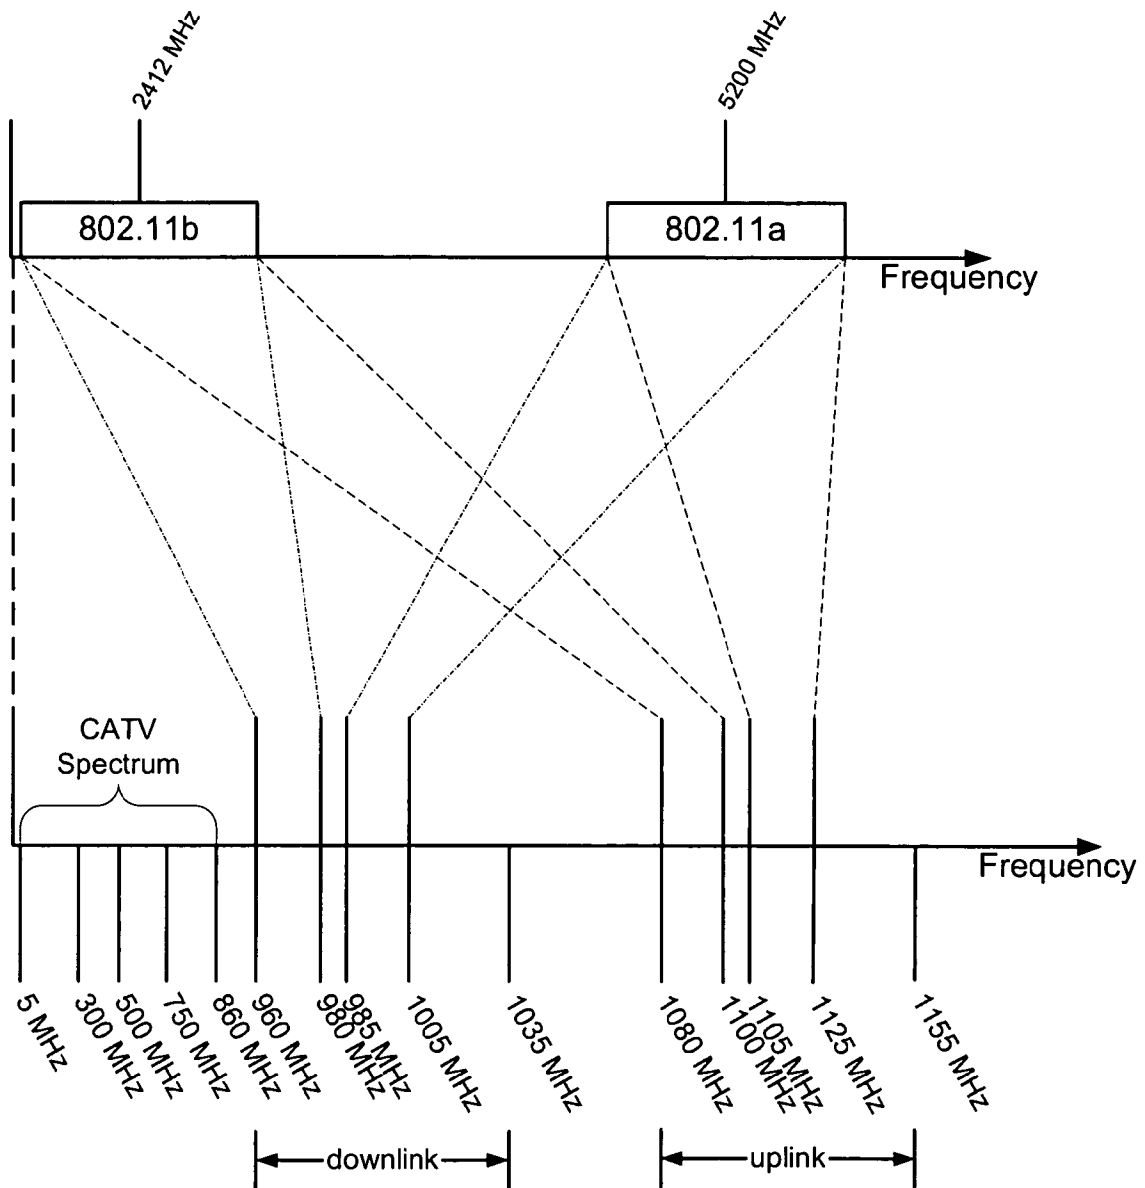 2412 MHz
5200 MHz
802.11b
802.11a
Frequency
CATV
Spectrum
Frequency
5 MHz
300 MHz
500 MHz
750 MHz
860 MHz
960 MHz
980 MHz
985 MHz
1005 MHz
1035 MHz
1080 MHz
1100 MHz
1105 MHz
1125 MHz
1155 MHz
downlink
uplink